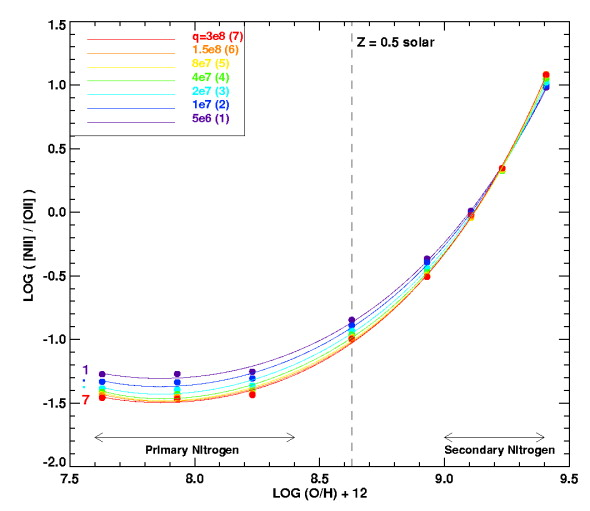 1.5
1.0
0.5
0.0
-0.5
-1.0
-1.5
-2.0
LOG ( [NII] / [OII] )
q=3e8 (7)
1.5e8 (6)
8e7 (5)
4e7 (4)
2e7 (3)
1e7 (2)
5e6 (1)
Z = 0.5 solar
1
7
Primary Nitrogen
Secondary Nitrogen
7.5
8.0
8.5
9.0
9.5
LOG (O/H) + 12